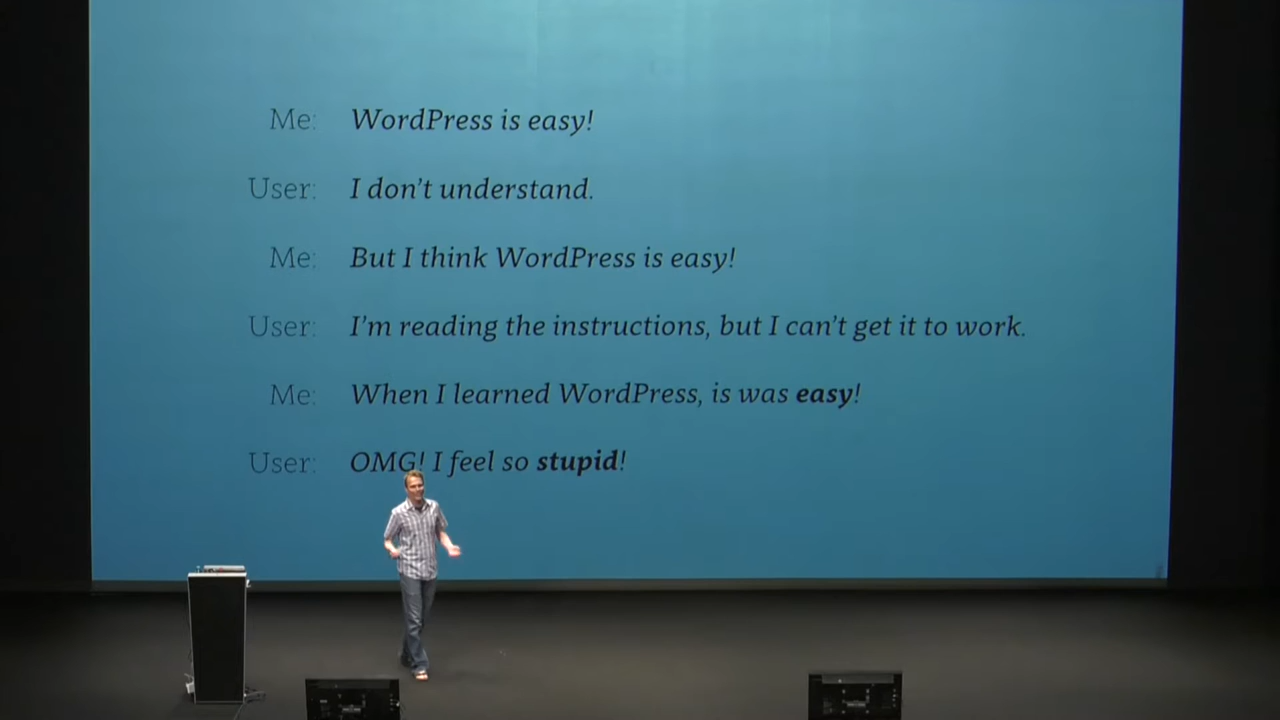 Me: WordPress is easy!
User: I don't understand.
Me: But I think WordPress is easy!
User: I'm reading the instructions, but I can't get it to work.
Me: When I learned WordPress, is was easy!
User: OMG! I feel so stupid!